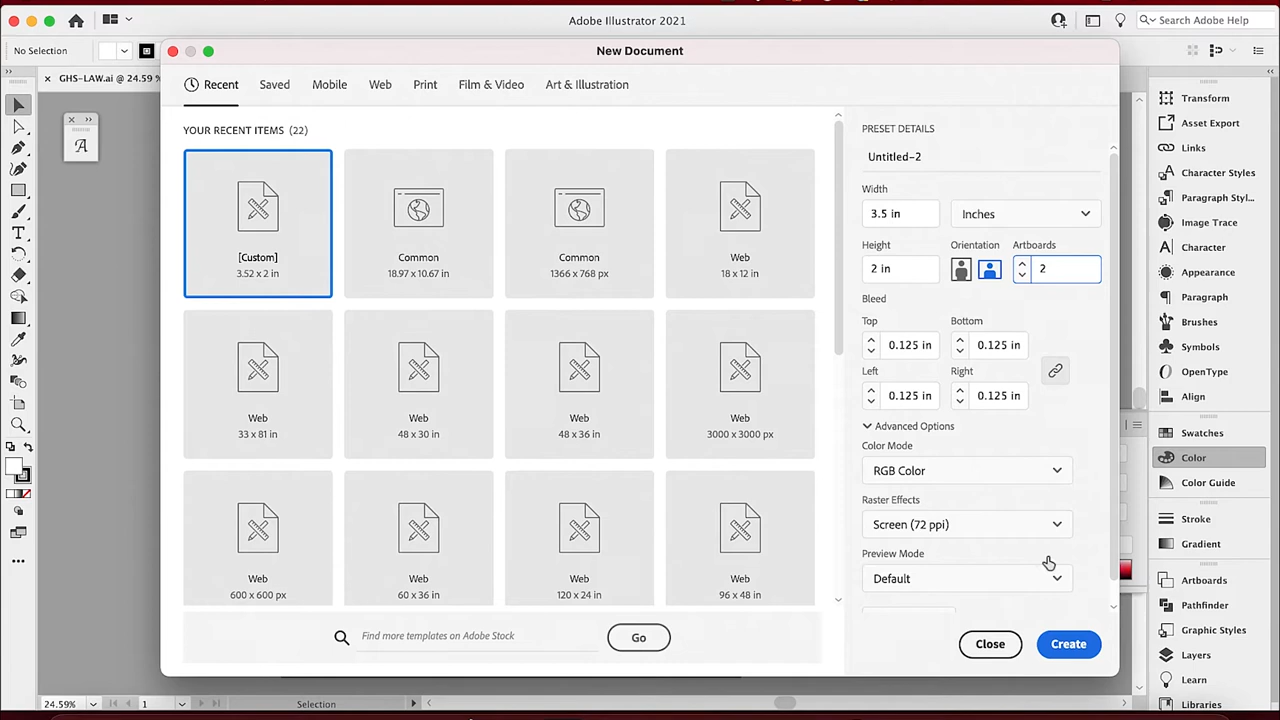 Adobe Illustrator 2021
Search Adobe Help
No Selection
GHS-LAW.ai @ 24.59 %
New Document
Recent
Saved
Mobile
Web
Print
Film & Video
Art & Illustration
YOUR RECENT ITEMS (22)
[Custom]
3.52 x 2 in
Common
18.97 x 10.67 in
Common
1366 x 768 px
Web
18 x 12 in
Web
33 x 81 in
Web
48 x 30 in
Web
48 x 36 in
Web
3000 x 3000 px
Web
600 x 600 px
Web
60 x 36 in
Web
120 x 24 in
Web
96 x 48 in
Find more templates on Adobe Stock
Go
PRESET DETAILS
Untitled-2
Width
3.5 in
Inches
Height
Orientation
Artboards
2 in
2
Bleed
Top
Bottom
0.125 in
0.125 in
Left
Right
0.125 in
0.125 in
Advanced Options
Color Mode
RGB Color
Raster Effects
Screen (72 ppi)
Preview Mode
Default
Close
Create
Transform
Asset Export
Links
Character Styles
Paragraph Styl...
Image Trace
Character
Appearance
Paragraph
Brushes
Symbols
OpenType
Align
Swatches
Color
Color Guide
Stroke
Gradient
Artboards
Pathfinder
Graphic Styles
Layers
Learn
Libraries
24.59%
1
Selection